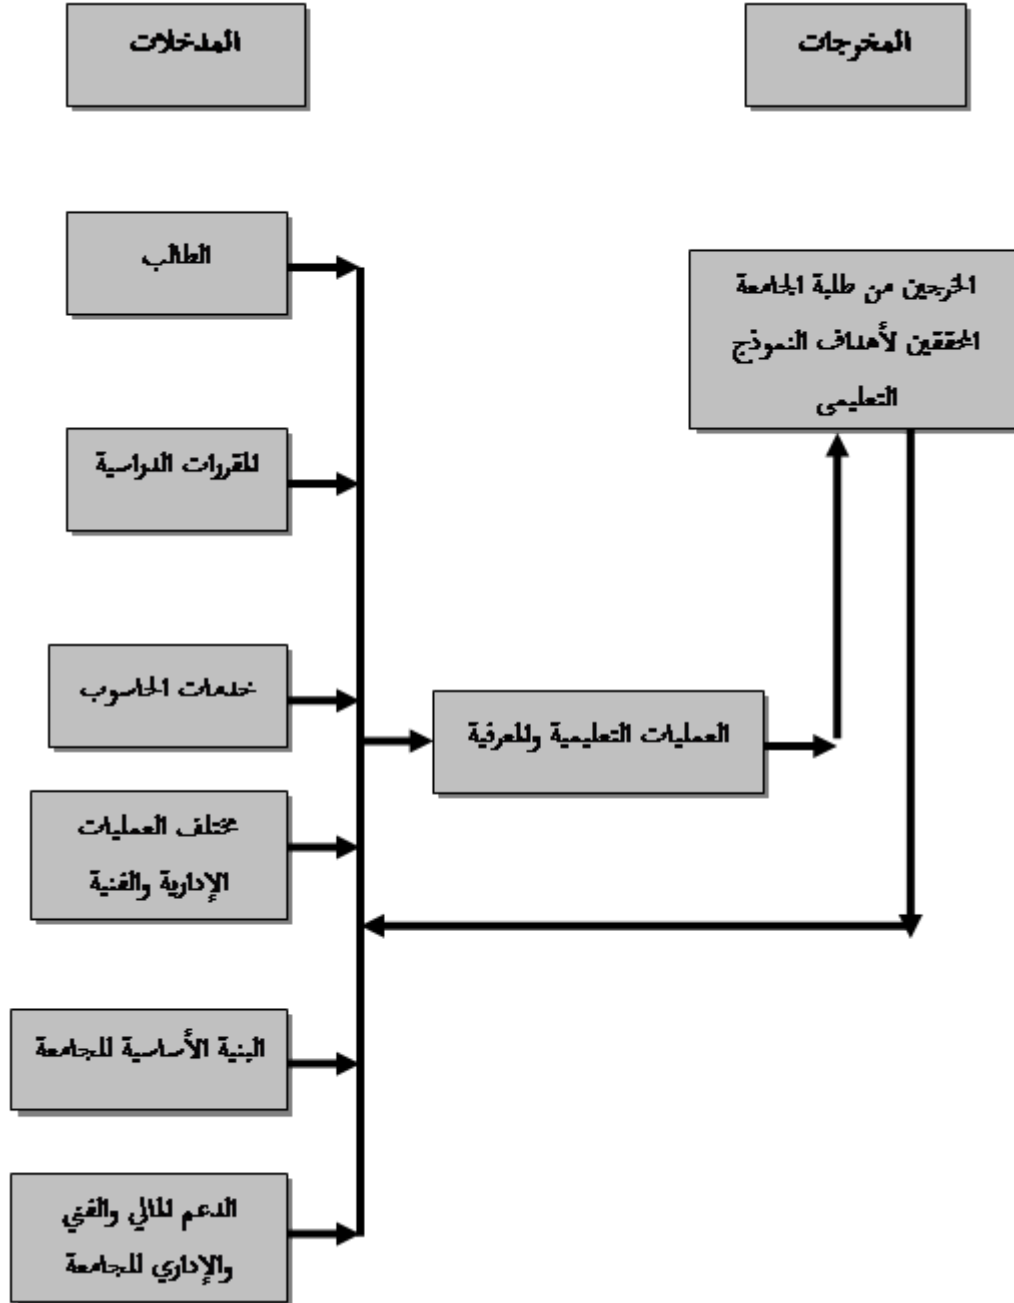 المخرجات
المدخلات
الطالب
الخرجين من طلبة الجامعة
المحققين لأهداف النموذج
التعليمى
المقررات الدراسية
خدمات الحاسوب
العمليات التعليمية والمعرفية
مختلف العمليات
الإدارية والفنية
البنية الأساسية للجامعة
الدعم المالي والفني
والإداري للجامعة